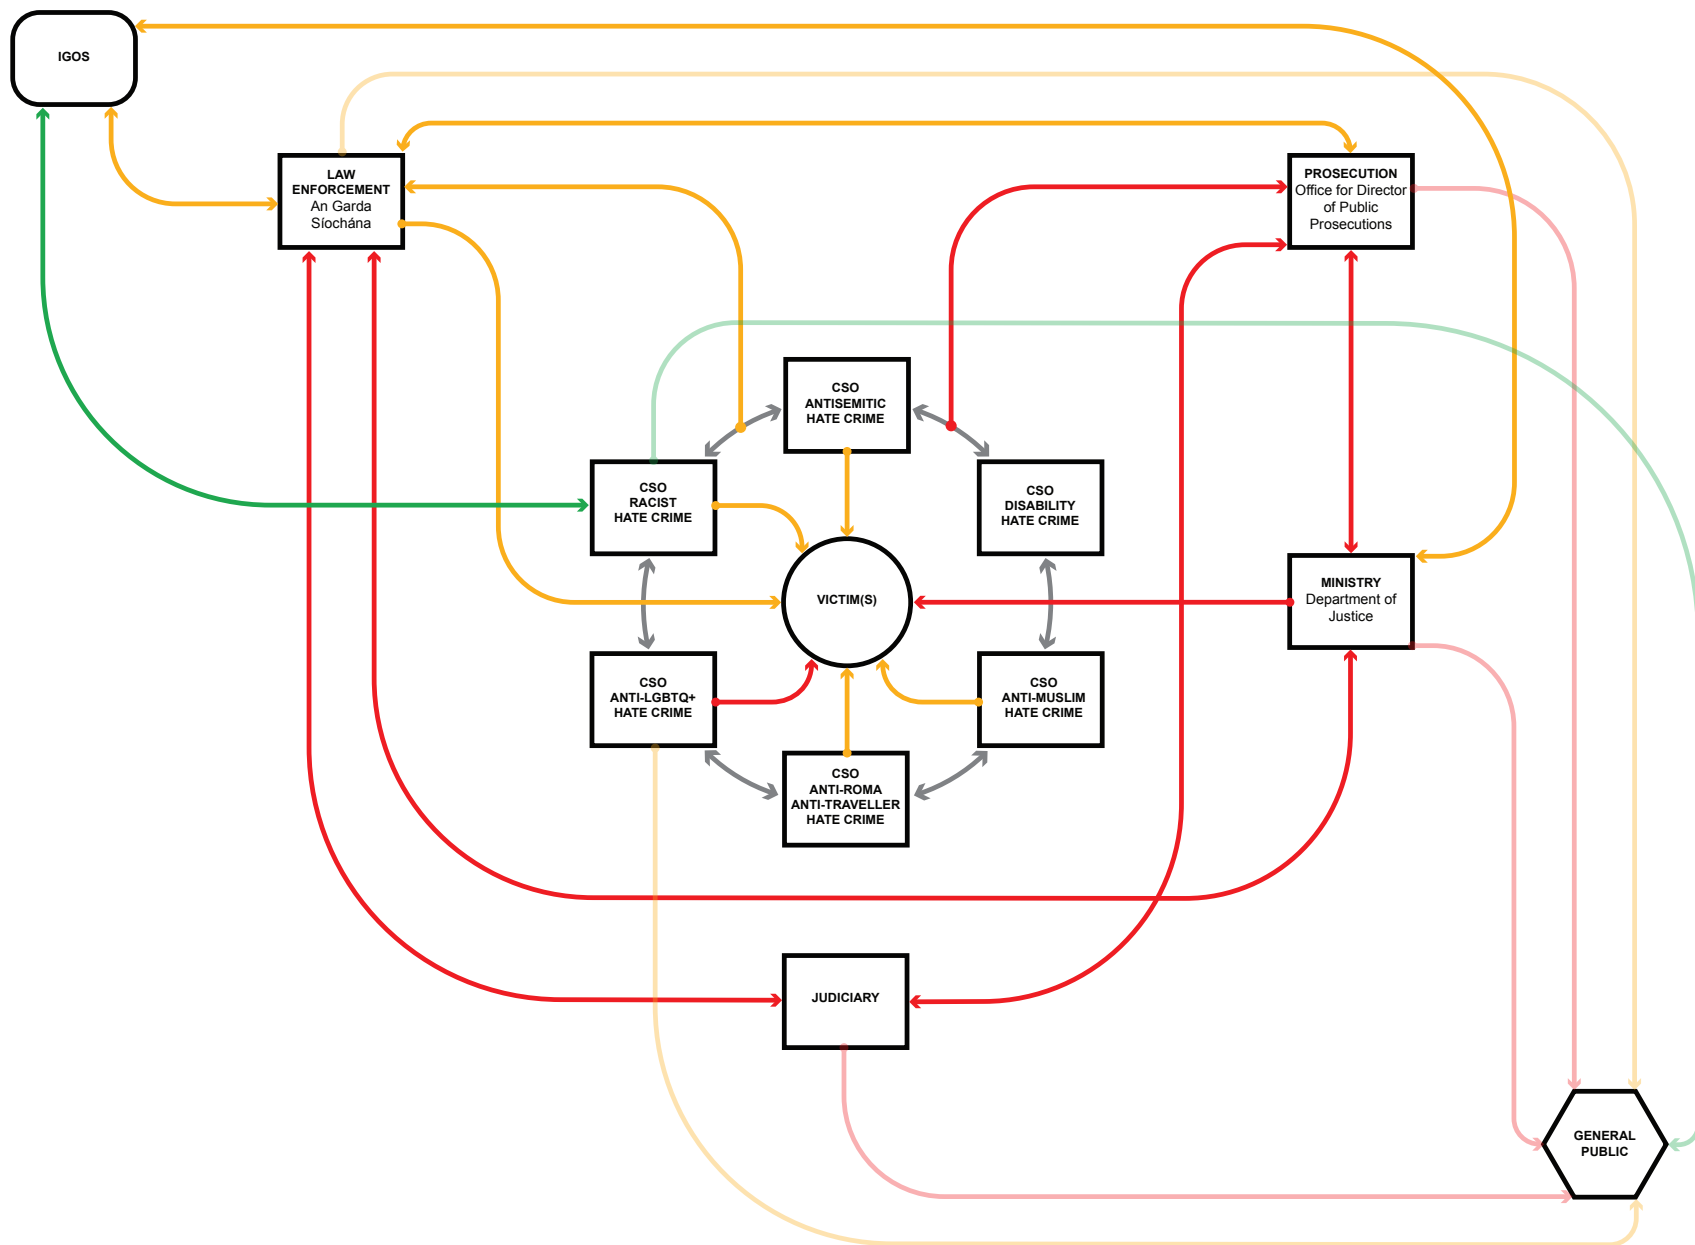 IGOS
LAW
ENFORCEMENT
An Garda
Síochána
PROSECUTION
Office for Director
of Public
Prosecutions
CSO
ANTISEMITIC
HATE CRIME
CSO
RACIST
HATE CRIME
CSO
DISABILITY
HATE CRIME
VICTIM(S)
MINISTRY
Department of
Justice
CSO
ANTI-LGBTQ+
HATE CRIME
CSO
ANTI-MUSLIM
HATE CRIME
CSO
ANTI-ROMA
ANTI-TRAVELLER
HATE CRIME
JUDICIARY
GENERAL
PUBLIC